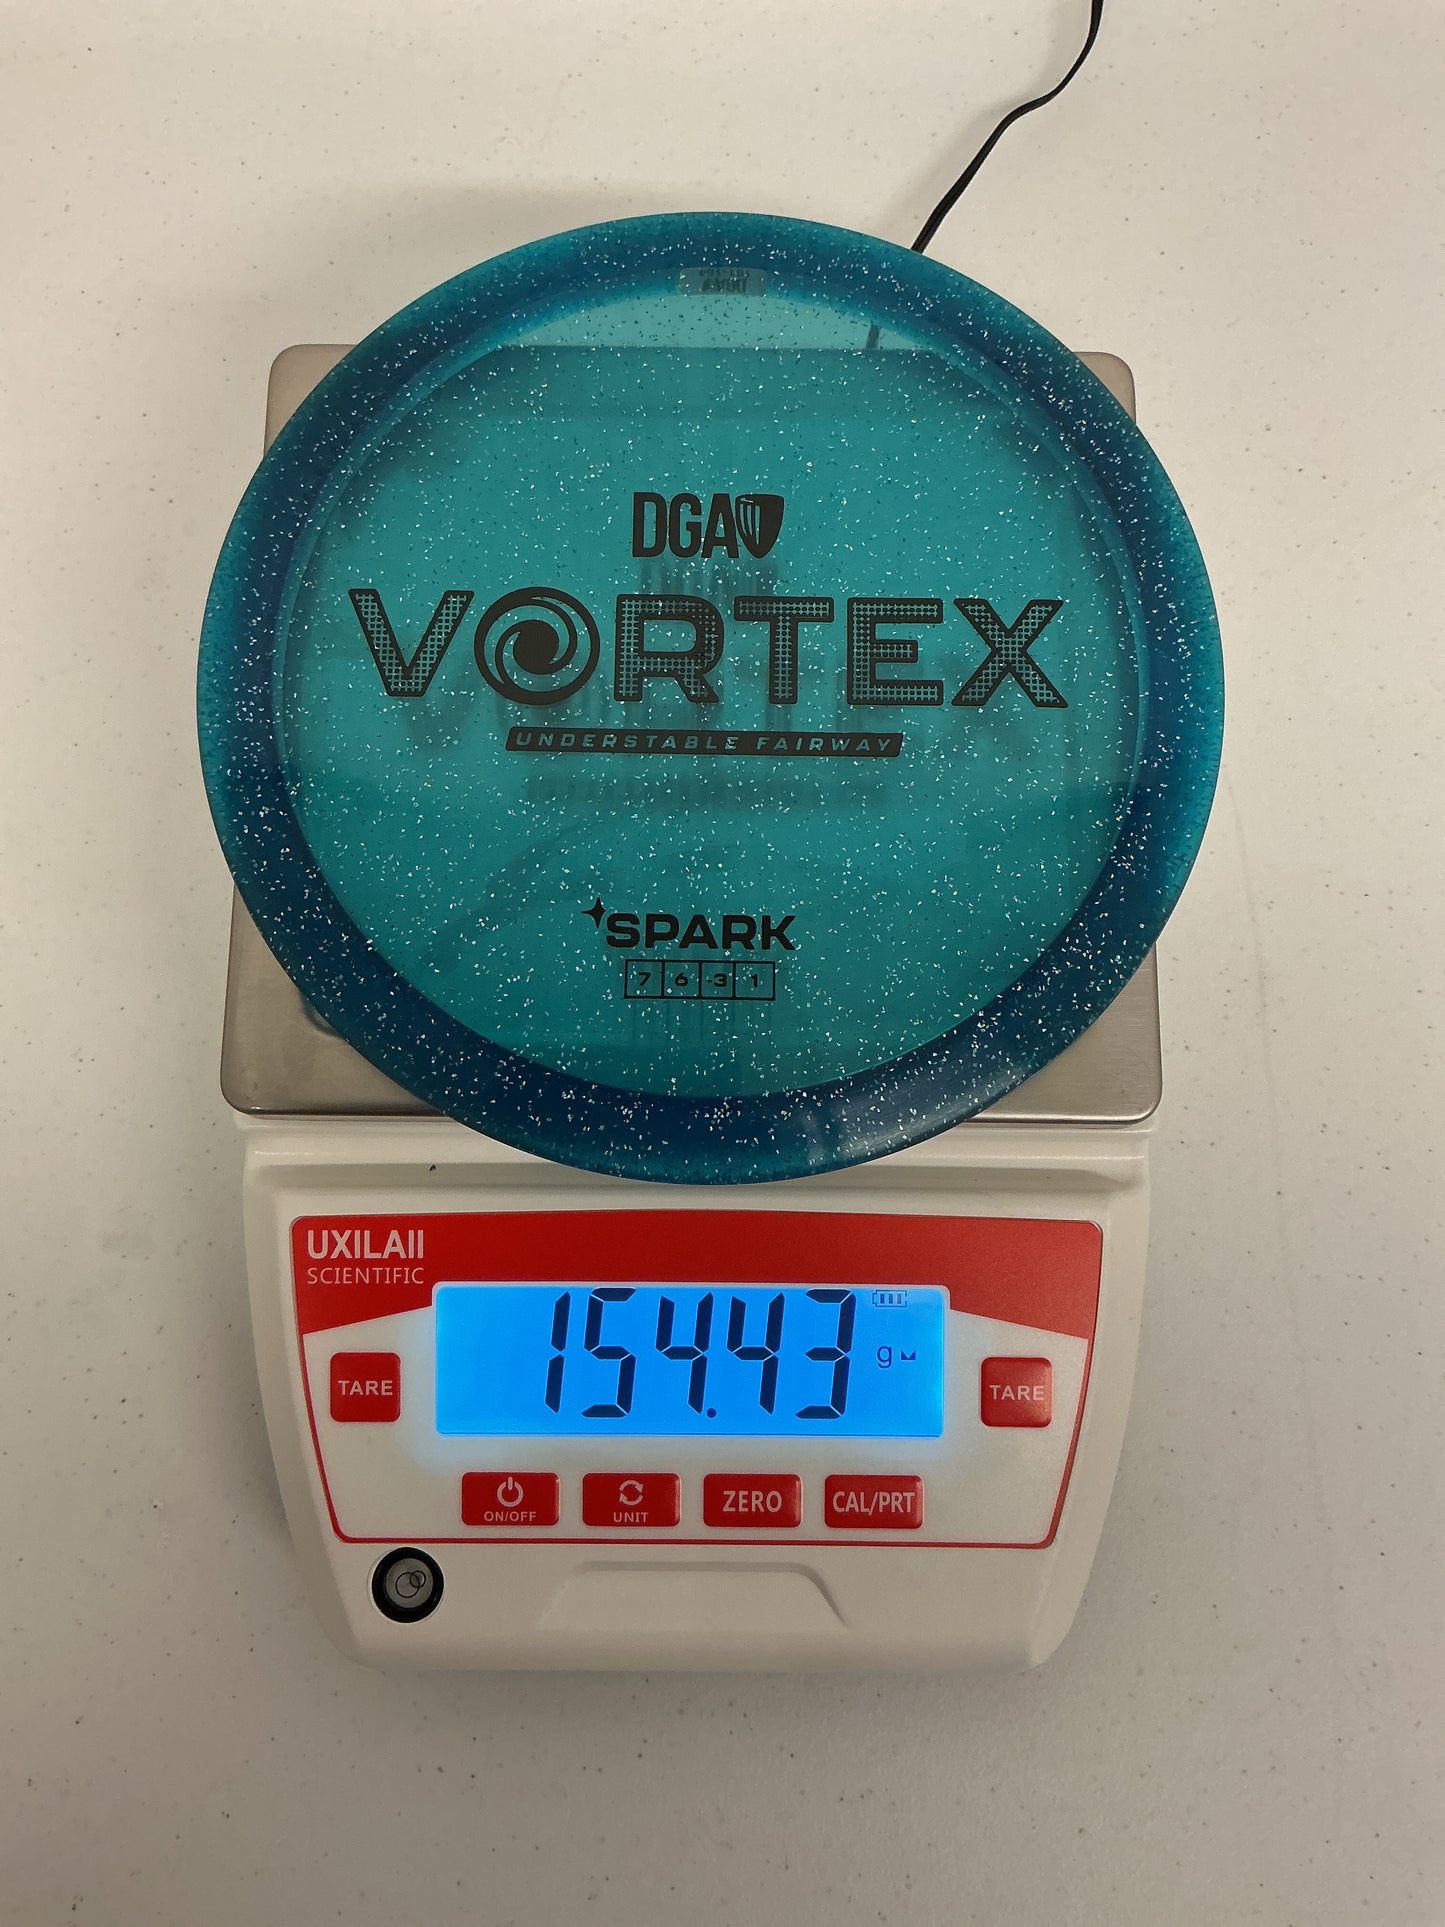 DGA
VORTEX
UNDERSTABLE FAIRWAY
SPARK
7 6 -3 1
UXILAII
SCIENTIFIC
154.43 g
TARE
TARE
ON/OFF
UNIT
ZERO
CAL/PRT